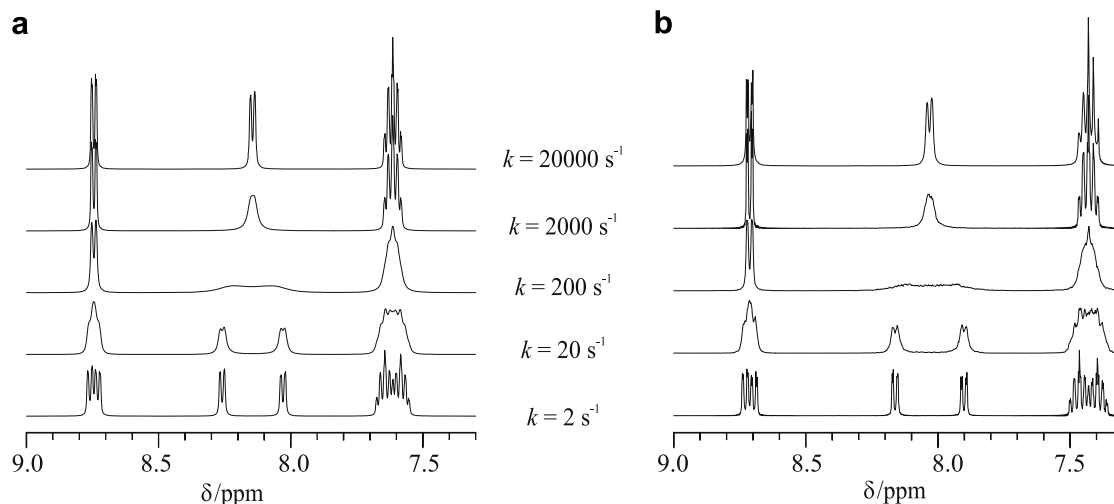 a
b
k = 20000 s⁻¹
k = 2000 s⁻¹
k = 200 s⁻¹
k = 20 s⁻¹
k = 2 s⁻¹
9.0 8.5 8.0 7.5
δ/ppm
9.0 8.5 8.0 7.5
δ/ppm